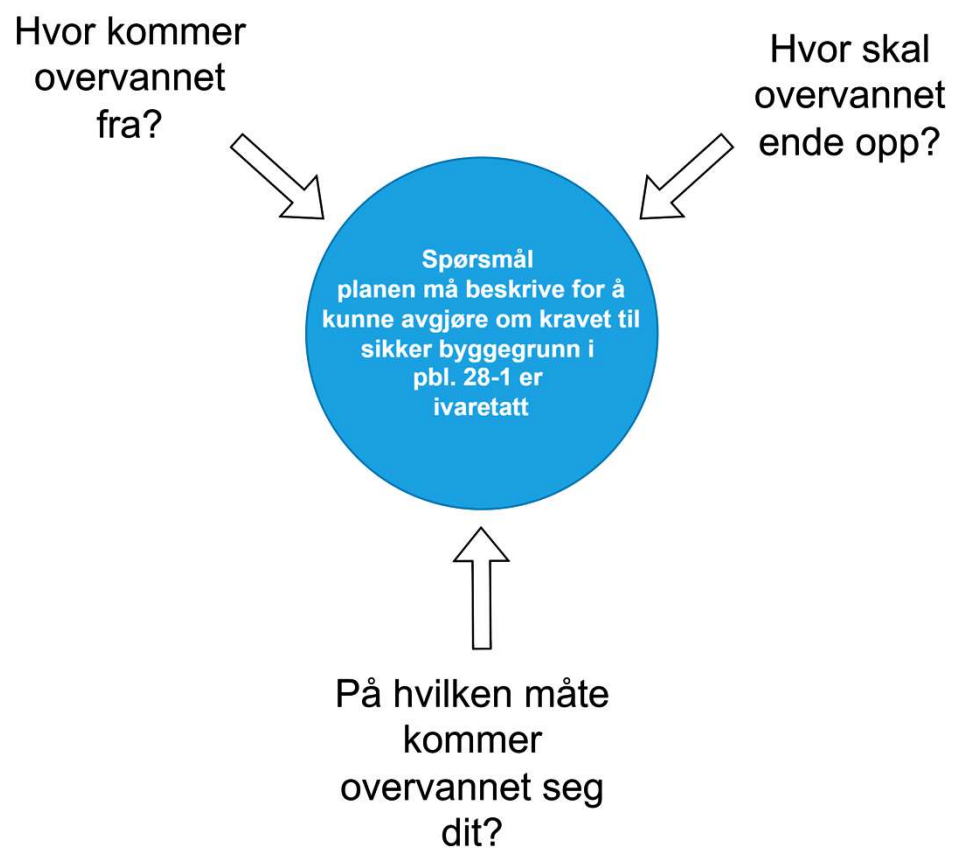 Hvor kommer
overvannet
fra?
Hvor skal
overvannet
ende opp?
Spørsmål
planen må beskrive for å
kunne avgjøre om kravet til
sikker byggegrunn i
pbl. 28-1 er
ivaretatt
På hvilken måte
kommer
overvannet seg
dit?